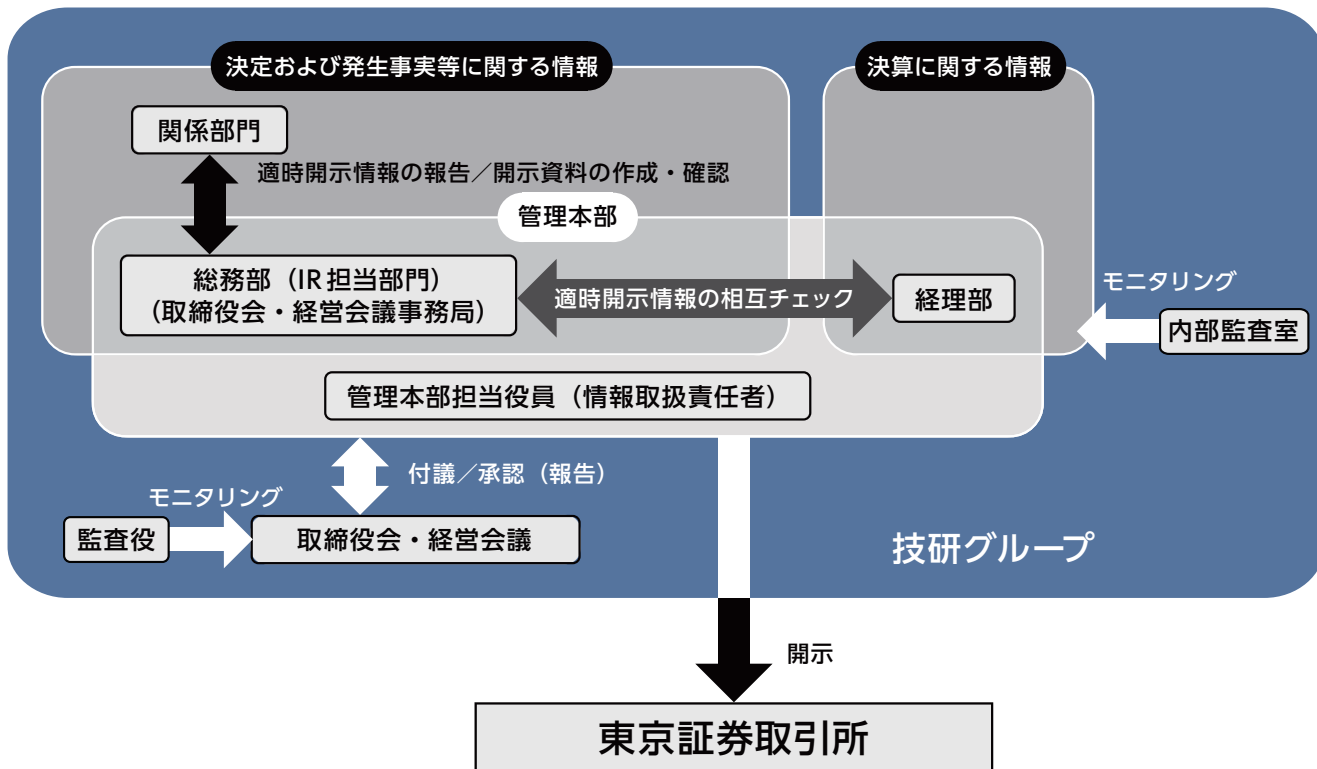 決定および発生事実等に関する情報
決算に関する情報
関係部門
適時開示情報の報告／開示資料の作成・確認
管理本部
総務部（IR担当部門）
（取締役会・経営会議事務局）
適時開示情報の相互チェック
経理部
モニタリング
内部監査室
管理本部担当役員（情報取扱責任者）
付議／承認（報告）
モニタリング
監査役
取締役会・経営会議
技研グループ
開示
東京証券取引所